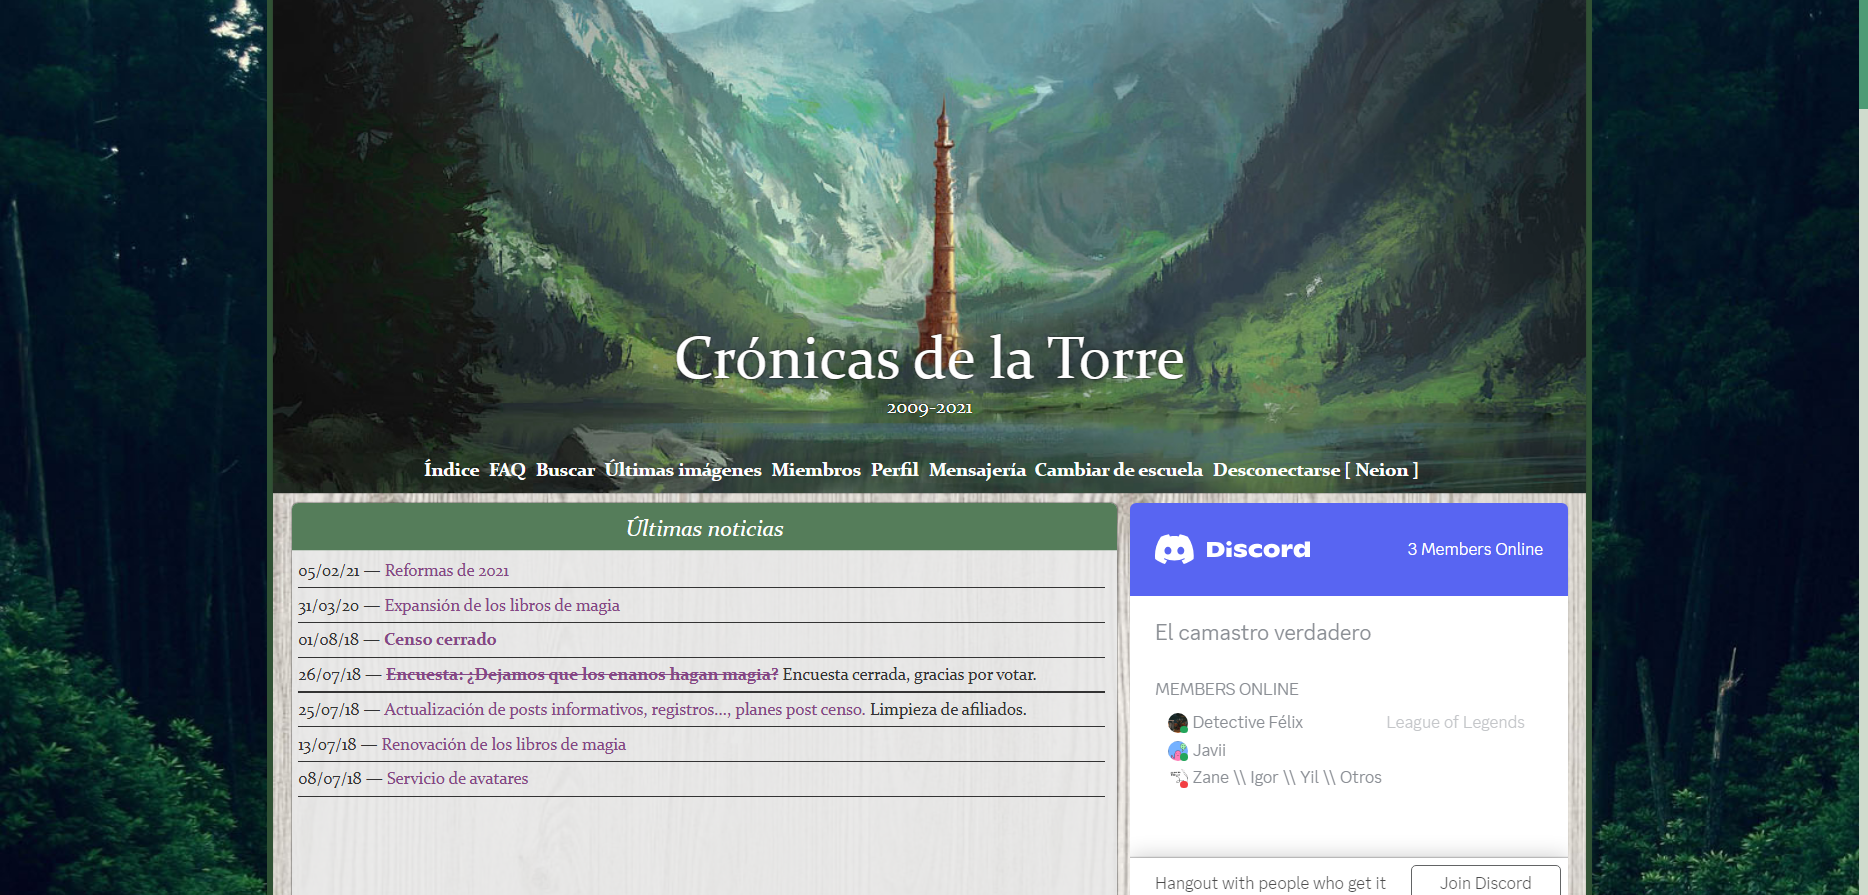 Crónicas de la Torre
2009-2021
Índice FAQ Buscar Últimas imágenes Miembros Perfil Mensajería Cambiar de escuela Desconectarse [ Neion ]
Últimas noticias
05/02/21 — Reformas de 2021
31/03/20 — Expansión de los libros de magia
01/08/18 — Censo cerrado
26/07/18 — Encuesta: ¿Dejamos que los enanos hagan magia? Encuesta cerrada, gracias por votar.
25/07/18 — Actualización de posts informativos, registros..., planes post censo. Limpieza de afiliados.
13/07/18 — Renovación de los libros de magia
08/07/18 — Servicio de avatares
Discord
3 Members Online
El camastro verdadero
MEMBERS ONLINE
Detective Félix League of Legends
Javii
Zane \\ Igor \\ Yil \\ Otros
Hangout with people who get it
Join Discord